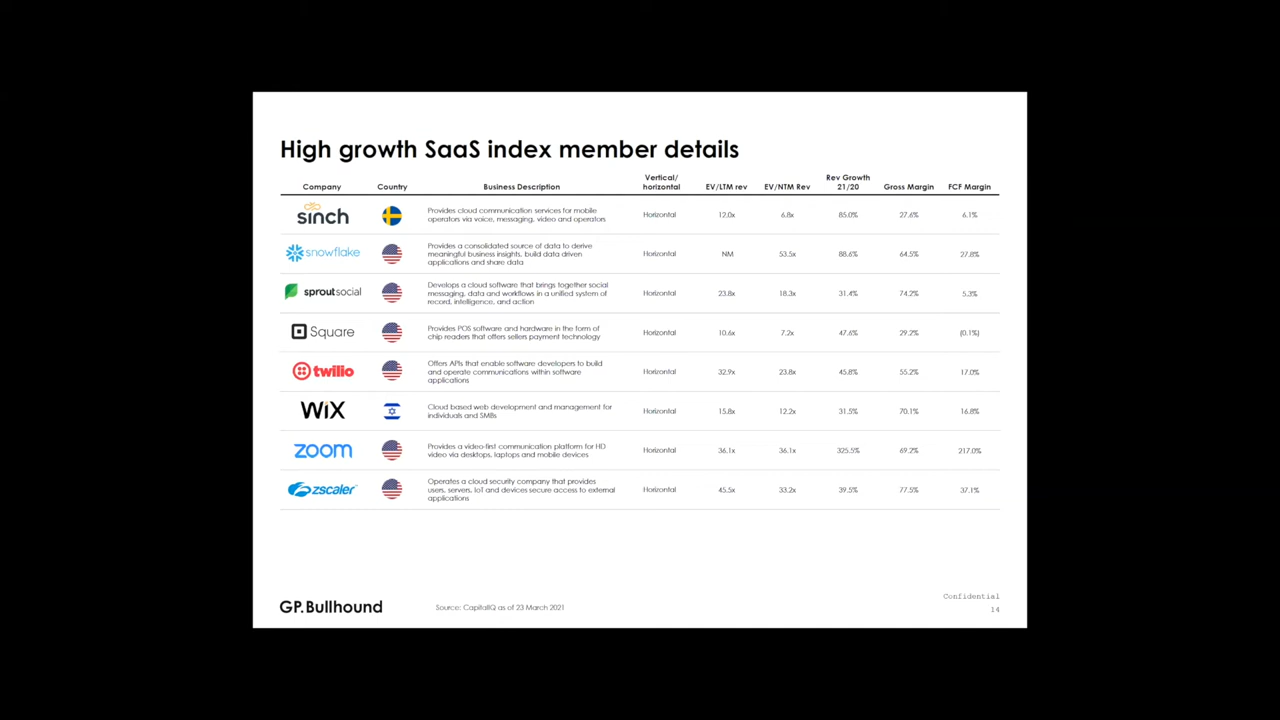 High growth SaaS index member details
Company Country Business Description Vertical/ horizontal EV/LTM rev EV/NTM Rev Rev Growth 21/20 Gross Margin FCF Margin
sinch
Provides cloud communication services for mobile
operators via voice, messaging, video and operators
Horizontal 12.0x 6.8x 85.0% 27.6% 6.1%
snowflake
Provides a consolidated source of data to derive
meaningful business insights, build data driven
applications and share data
Horizontal NM 53.5x 88.6% 64.5% 27.8%
sproutsocial
Develops a cloud software that brings together social
messaging, data and workflows in a unified system of
record, intelligence, and action
Horizontal 23.8x 18.3x 31.4% 74.2% 5.3%
Square
Provides POS software and hardware in the form of
chip readers that offers sellers payment technology
Horizontal 10.6x 7.2x 47.6% 29.2% (0.1%)
twilio
Offers APIs that enable software developers to build
and operate communications within software
applications
Horizontal 32.9x 23.8x 45.8% 55.2% 17.0%
WiX
Cloud based web development and management for
individuals and SMBs
Horizontal 15.8x 12.2x 31.5% 70.1% 16.8%
zoom
Provides a video-first communication platform for HD
video via desktops, laptops and mobile devices
Horizontal 36.1x 36.1x 325.5% 69.2% 217.0%
zscaler
Operates a cloud security company that provides
users, servers, IoT and devices secure access to external
applications
Horizontal 45.5x 33.2x 39.5% 77.5% 37.1%
GP.Bullhound
Source: CapitalIQ as of 23 March 2021
Confidential
14